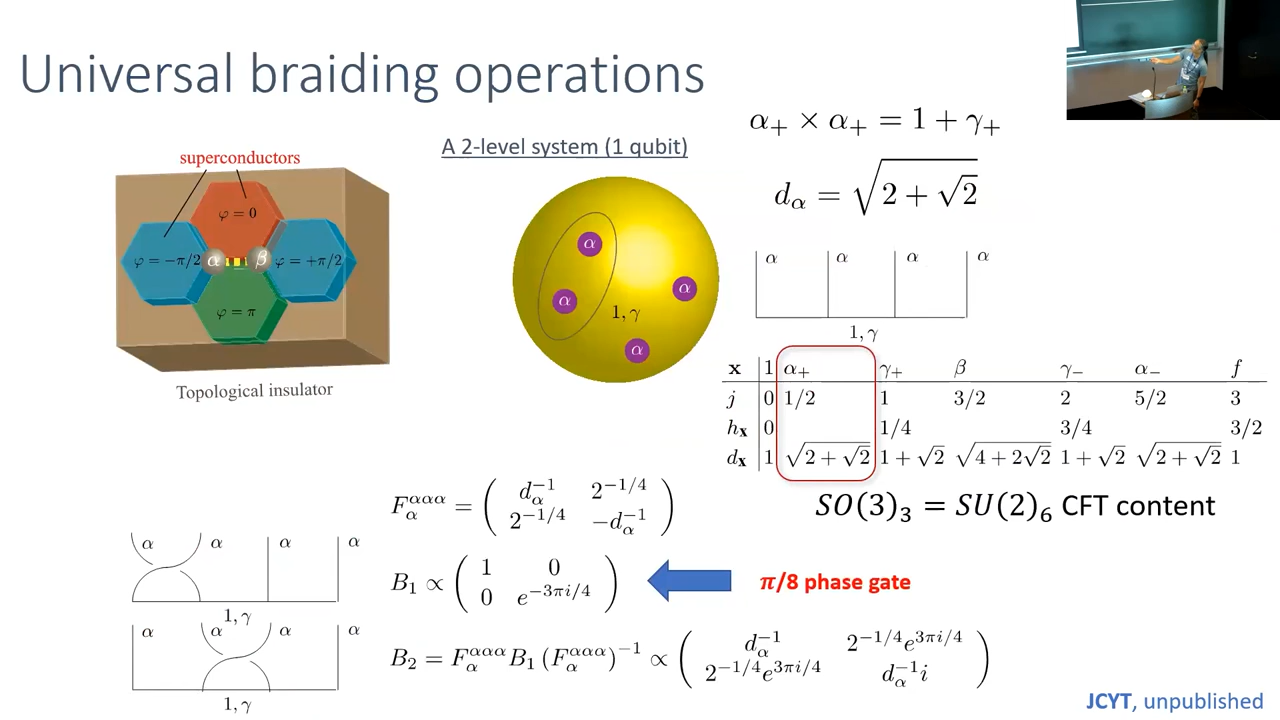 Universal braiding operations
superconductors
φ = 0
φ = −π/2
α
β
φ = +π/2
φ = π
Topological insulator
A 2-level system (1 qubit)
α
α
α
α
1, γ
α₊ × α₊ = 1 + γ₊
d_α = √(2 + √2)
α α α α
1, γ
x 1 α₊ γ₊ β γ₋ α₋ f
j 0 1/2 1 3/2 2 5/2 3
h_x 0 1/4 3/4 3/2
d_x 1 √(2 + √2) 1 + √2 √(4 + 2√2) 1 + √2 √(2 + √2) 1
SO(3)₃ = SU(2)₆ CFT content
F_α^{ααα} = ( d_α^{-1} 2^{-1/4}
2^{-1/4} −d_α^{-1} )
α α α α
1, γ
B₁ ∝ ( 1 0
0 e^{-3πi/4} )
π/8 phase gate
α α α α
1, γ
B₂ = F_α^{ααα} B₁ (F_α^{ααα})^{-1} ∝ ( d_α^{-1} 2^{-1/4}e^{3πi/4}
2^{-1/4}e^{3πi/4} d_α^{-1}i )
JCYT, unpublished